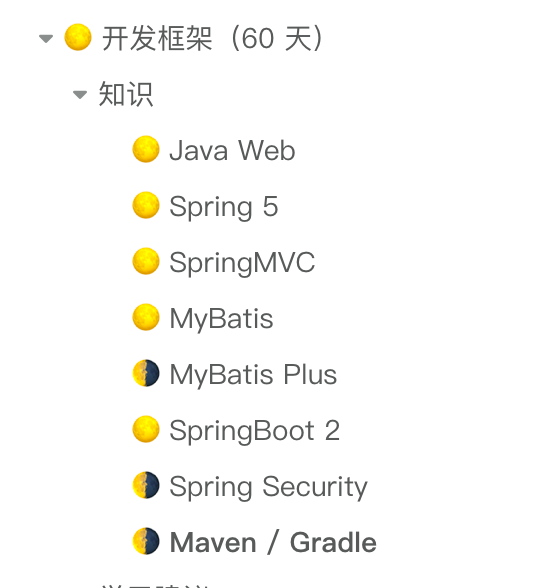 开发框架（60 天）
知识
Java Web
Spring 5
SpringMVC
MyBatis
MyBatis Plus
SpringBoot 2
Spring Security
Maven / Gradle